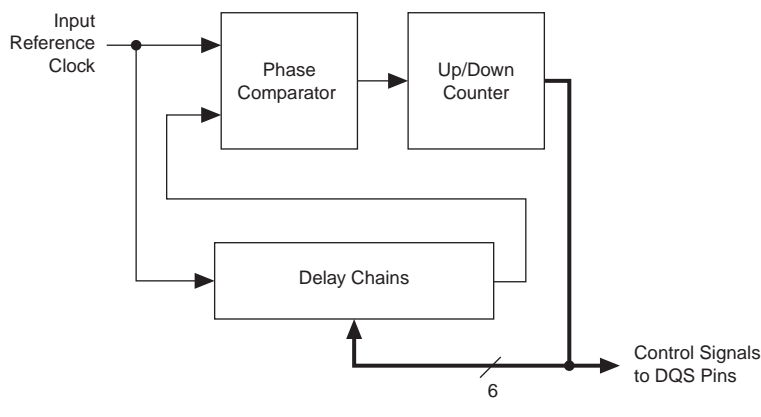 Input
Reference
Clock
Phase
Comparator
Up/Down
Counter
Delay Chains
6
Control Signals
to DQS Pins